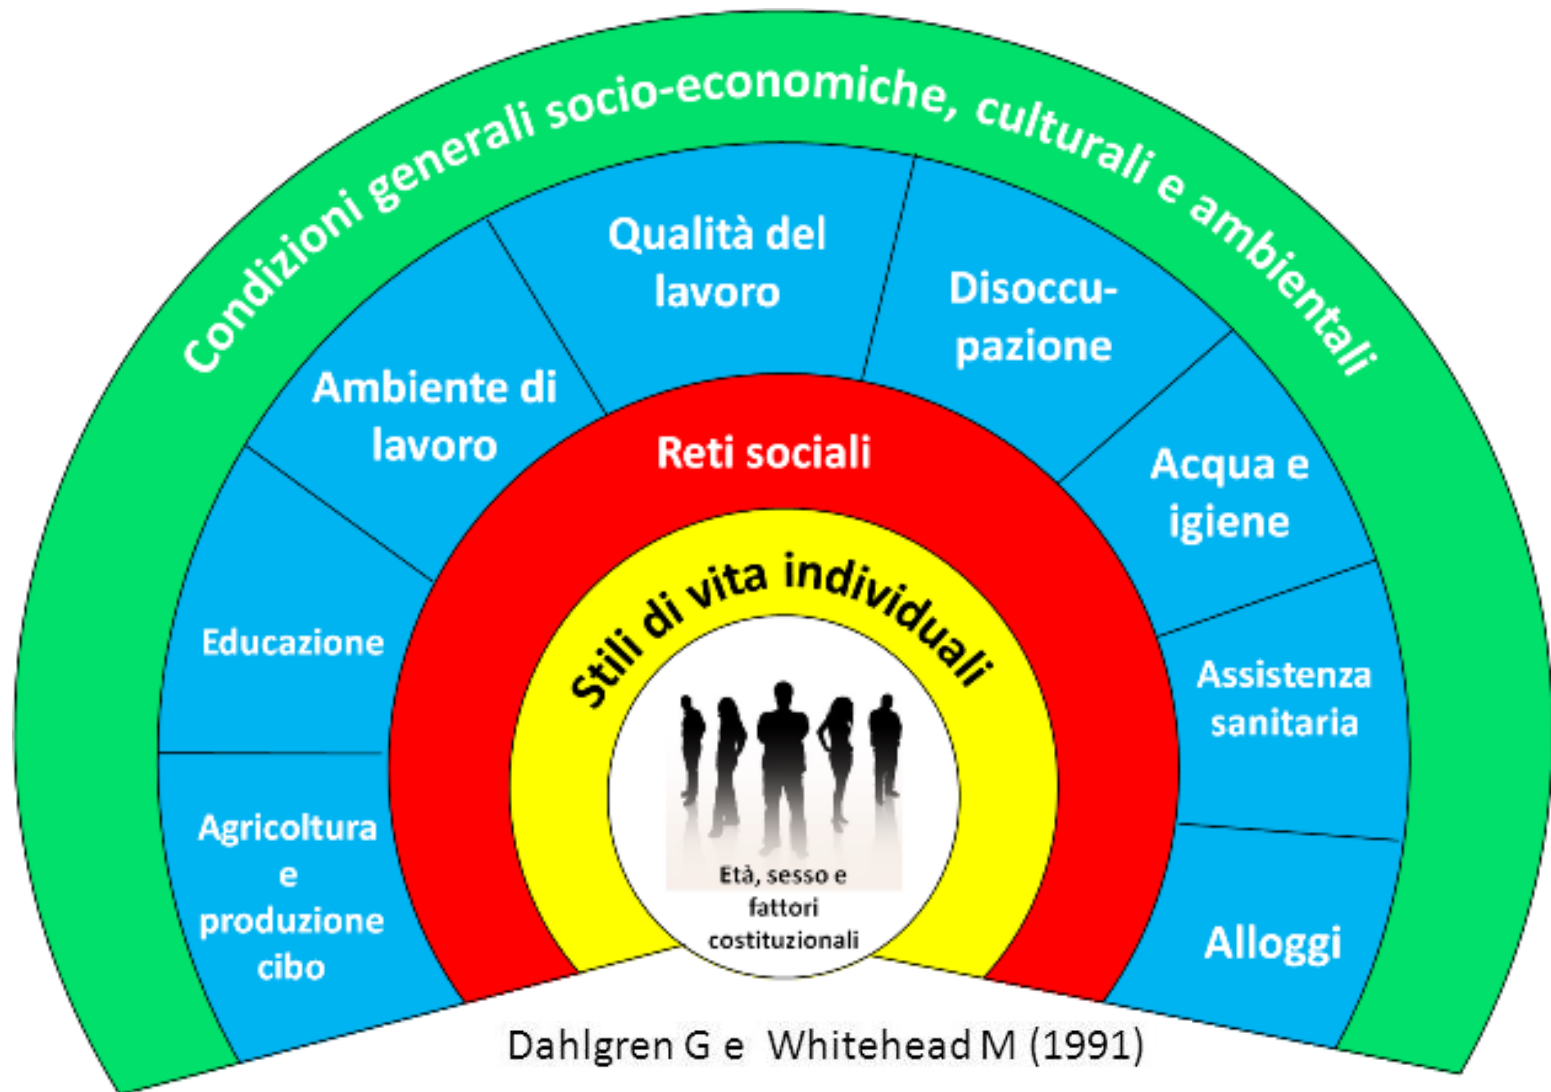 Condizioni generali socio-economiche, culturali e ambientali
Qualità del
lavoro
Disoccu-
pazione
Ambiente di
lavoro
Acqua e
igiene
Reti sociali
Stili di vita individuali
Educazione
Assistenza
sanitaria
Agricoltura
e
produzione
cibo
Età, sesso e
fattori
costituzionali
Alloggi
Dahlgren G e Whitehead M (1991)